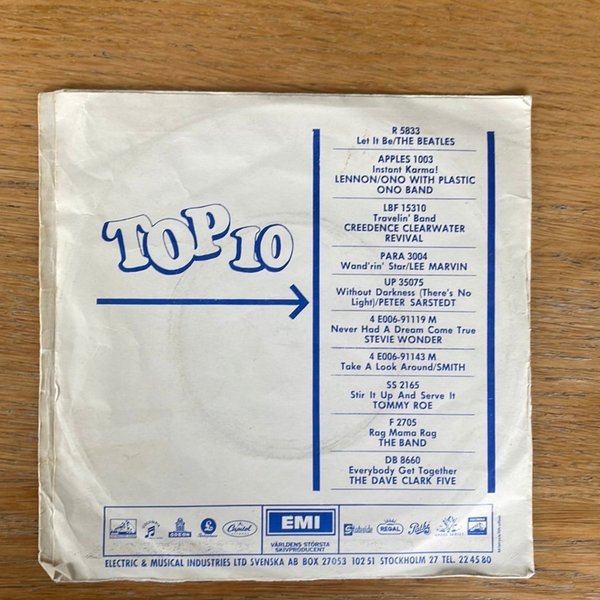 TOP 10
R 5833
Let It Be/THE BEATLES
APPLES 1003
Instant Karma!
LENNON/ONO WITH PLASTIC
ONO BAND
LBF 15310
Travelin' Band
CREEDENCE CLEARWATER
REVIVAL
PARA 3004
Wand'rin' Star/LEE MARVIN
UP 35075
Without Darkness (There's No
Light)/PETER SARSTEDT
4 E006-91119 M
Never Had A Dream Come True
STEVIE WONDER
4 E006-91143 M
Take A Look Around/SMITH
SS 2165
Stir It Up And Serve It
TOMMY ROE
F 2705
Rag Mama Rag
THE BAND
DB 8660
Everybody Get Together
THE DAVE CLARK FIVE
ODEON
Capitol
EMI
VÄRLDENS STÖRSTA
SKIVPRODUCENT
Stateside
REGAL
ELECTRIC & MUSICAL INDUSTRIES LTD SVENSKA AB BOX 27053 102 51 STOCKHOLM 27 TEL. 22 45 80